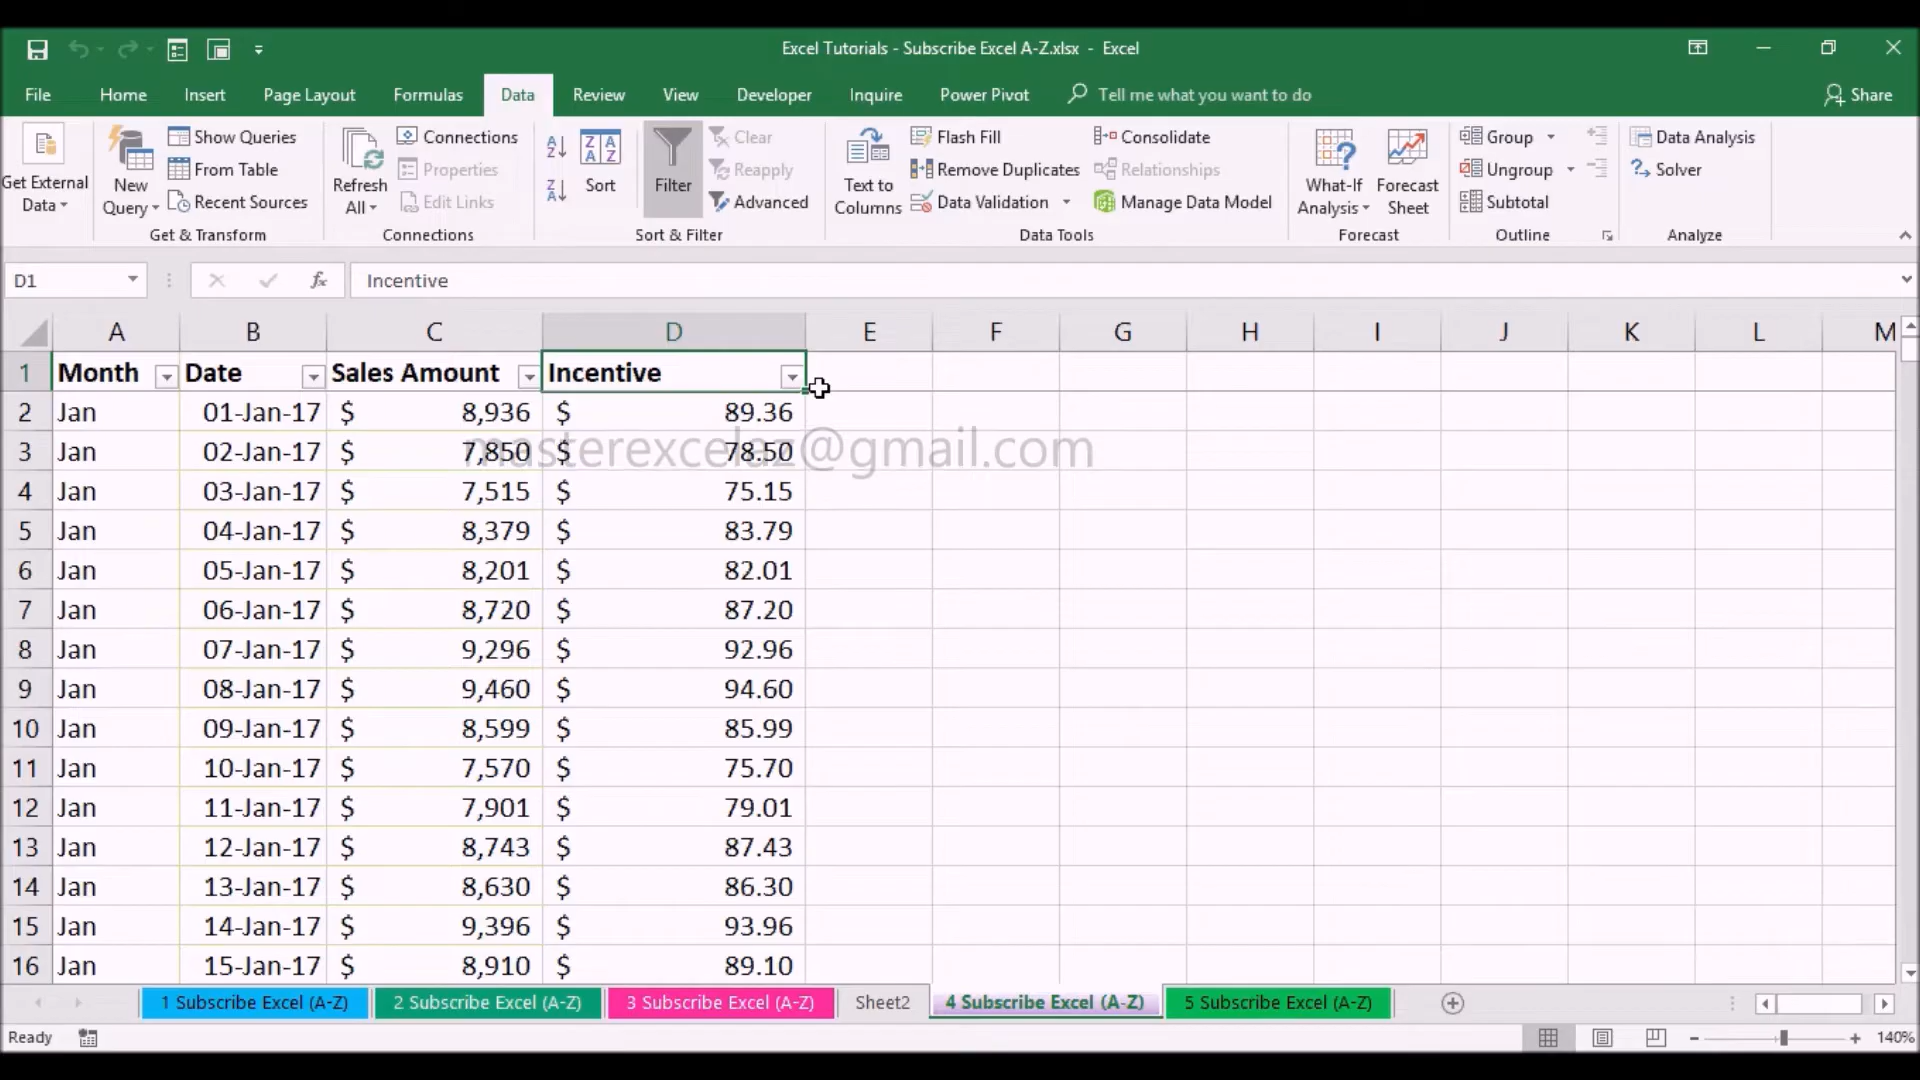 Excel Tutorials - Subscribe Excel A-Z.xlsx - Excel
File Home Insert Page Layout Formulas Data Review View Developer Inquire Power Pivot Tell me what you want to do Share
Get External Data
New Query
Show Queries
From Table
Recent Sources
Get & Transform
Refresh All
Connections
Properties
Edit Links
Connections
Sort
Filter
Clear
Reapply
Advanced
Sort & Filter
Text to Columns
Flash Fill
Remove Duplicates
Data Validation
Consolidate
Relationships
Manage Data Model
Data Tools
What-If Analysis
Forecast Sheet
Forecast
Group
Ungroup
Subtotal
Outline
Data Analysis
Solver
Analyze
D1 fx Incentive
A B C D E F G H I J K L M
1 Month Date Sales Amount Incentive
2 Jan 01-Jan-17 $ 8,936 $ 89.36
3 Jan 02-Jan-17 $ 7,850 $ 78.50
masterexcelaz@gmail.com
4 Jan 03-Jan-17 $ 7,515 $ 75.15
5 Jan 04-Jan-17 $ 8,379 $ 83.79
6 Jan 05-Jan-17 $ 8,201 $ 82.01
7 Jan 06-Jan-17 $ 8,720 $ 87.20
8 Jan 07-Jan-17 $ 9,296 $ 92.96
9 Jan 08-Jan-17 $ 9,460 $ 94.60
10 Jan 09-Jan-17 $ 8,599 $ 85.99
11 Jan 10-Jan-17 $ 7,570 $ 75.70
12 Jan 11-Jan-17 $ 7,901 $ 79.01
13 Jan 12-Jan-17 $ 8,743 $ 87.43
14 Jan 13-Jan-17 $ 8,630 $ 86.30
15 Jan 14-Jan-17 $ 9,396 $ 93.96
16 Jan 15-Jan-17 $ 8,910 $ 89.10
1 Subscribe Excel (A-Z) 2 Subscribe Excel (A-Z) 3 Subscribe Excel (A-Z) Sheet2 4 Subscribe Excel (A-Z) 5 Subscribe Excel (A-Z)
Ready 140%